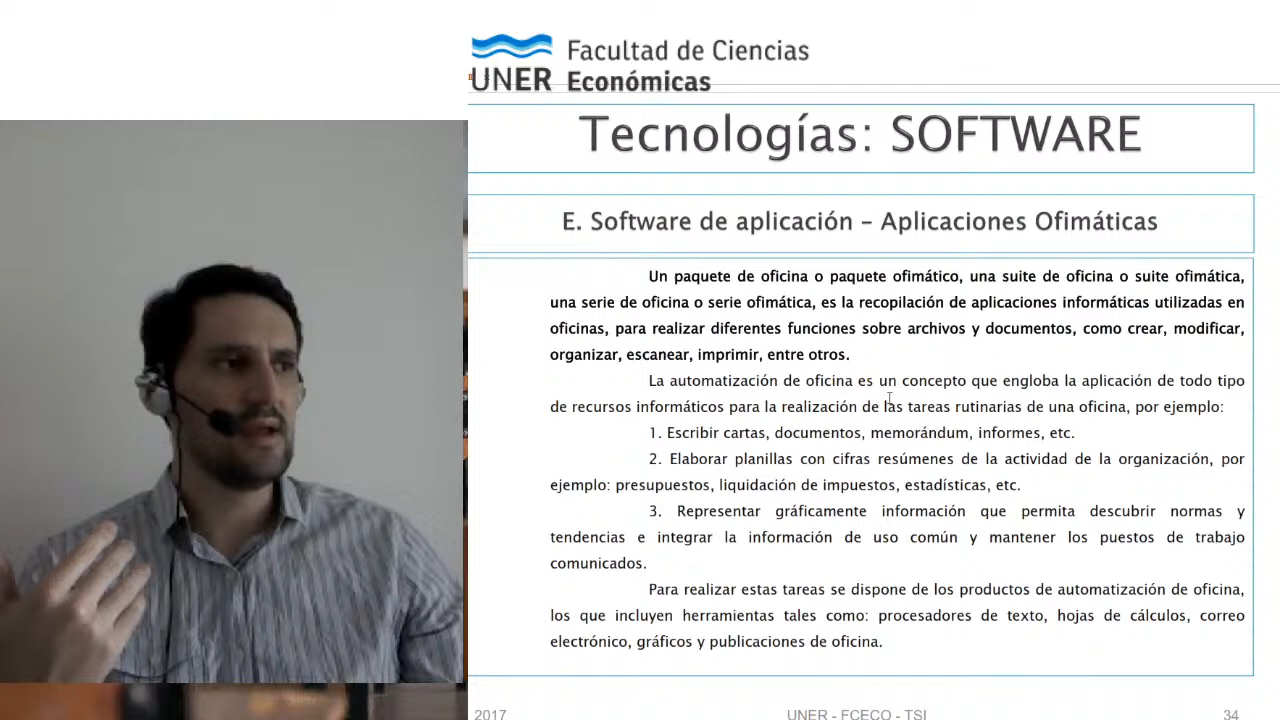 Facultad de Ciencias
UNER Económicas
Tecnologías: SOFTWARE
E. Software de aplicación – Aplicaciones Ofimáticas
Un paquete de oficina o paquete ofimático, una suite de oficina o suite ofimática,
una serie de oficina o serie ofimática, es la recopilación de aplicaciones informáticas utilizadas en
oficinas, para realizar diferentes funciones sobre archivos y documentos, como crear, modificar,
organizar, escanear, imprimir, entre otros.
La automatización de oficina es un concepto que engloba la aplicación de todo tipo
de recursos informáticos para la realización de las tareas rutinarias de una oficina, por ejemplo:
1. Escribir cartas, documentos, memorándum, informes, etc.
2. Elaborar planillas con cifras resúmenes de la actividad de la organización, por
ejemplo: presupuestos, liquidación de impuestos, estadísticas, etc.
3. Representar gráficamente información que permita descubrir normas y
tendencias e integrar la información de uso común y mantener los puestos de trabajo
comunicados.
Para realizar estas tareas se dispone de los productos de automatización de oficina,
los que incluyen herramientas tales como: procesadores de texto, hojas de cálculos, correo
electrónico, gráficos y publicaciones de oficina.
2017 UNER - FCECO - TSI 34